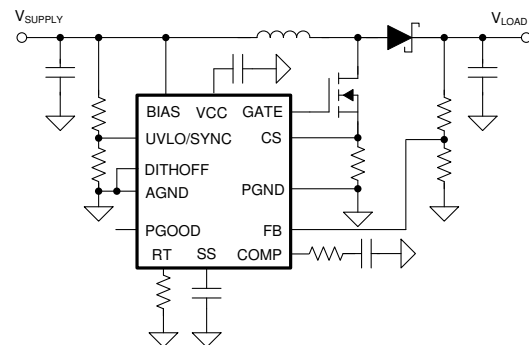 VSUPPLY
VLOAD
BIAS VCC GATE
UVLO/SYNC CS
DITHOFF
AGND PGND
PGOOD FB
RT SS COMP